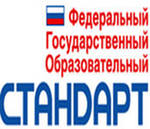 Федеральный
Государственный
Образовательный
СТАНДАРТ